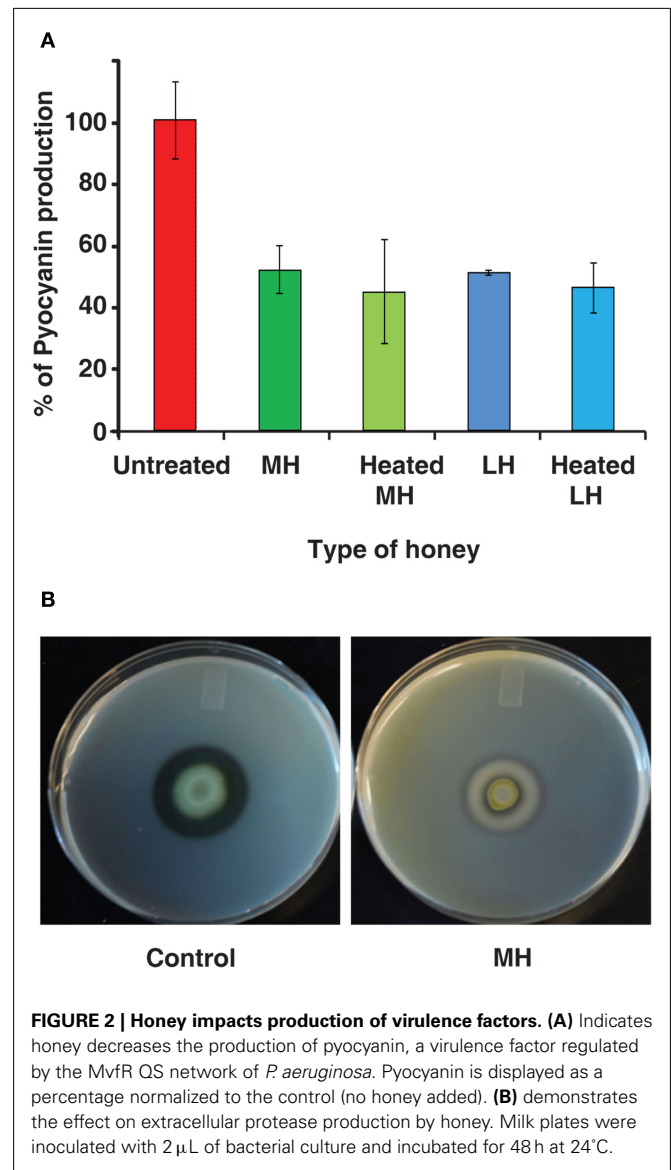 A
% of Pyocyanin production
100
80
60
40
20
0
Untreated MH Heated MH LH Heated LH
Type of honey
B
Control MH
FIGURE 2 | Honey impacts production of virulence factors. (A) Indicates
honey decreases the production of pyocyanin, a virulence factor regulated
by the MvfR QS network of P. aeruginosa. Pyocyanin is displayed as a
percentage normalized to the control (no honey added). (B) demonstrates
the effect on extracellular protease production by honey. Milk plates were
inoculated with 2 μL of bacterial culture and incubated for 48 h at 24˚C.